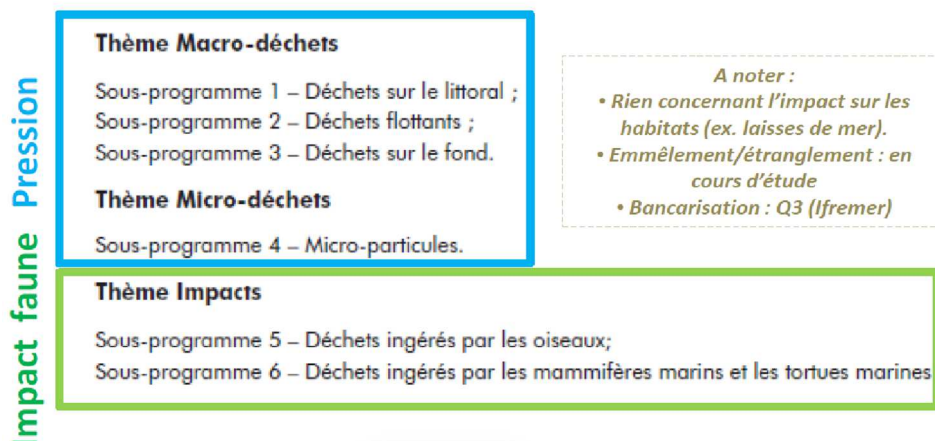 Pression
Thème Macro-déchets
Sous-programme 1 – Déchets sur le littoral ;
Sous-programme 2 – Déchets flottants ;
Sous-programme 3 – Déchets sur le fond.
Thème Micro-déchets
Sous-programme 4 – Micro-particules.
A noter :
• Rien concernant l'impact sur les
habitats (ex. laisses de mer).
• Emmêlement/étranglement : en
cours d'étude
• Bancarisation : Q3 (Ifremer)
Impact faune
Thème Impacts
Sous-programme 5 – Déchets ingérés par les oiseaux;
Sous-programme 6 – Déchets ingérés par les mammifères marins et les tortues marines